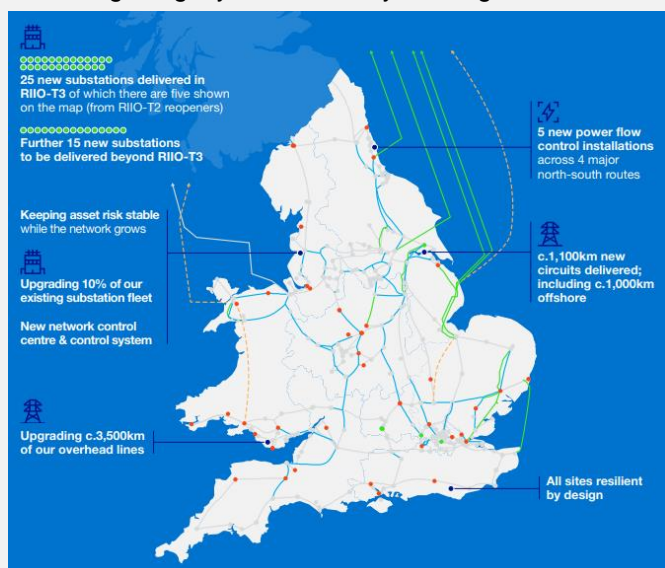 25 new substations delivered in
RIIO-T3 of which there are five shown
on the map (from RIIO-T2 reopeners)
Further 15 new substations
to be delivered beyond RIIO-T3
5 new power flow
control installations
across 4 major
north-south routes
Keeping asset risk stable
while the network grows
Upgrading 10% of our
existing substation fleet
New network control
centre & control system
c.1,100km new
circuits delivered;
including c.1,000km
offshore
Upgrading c.3,500km
of our overhead lines
All sites resilient
by design